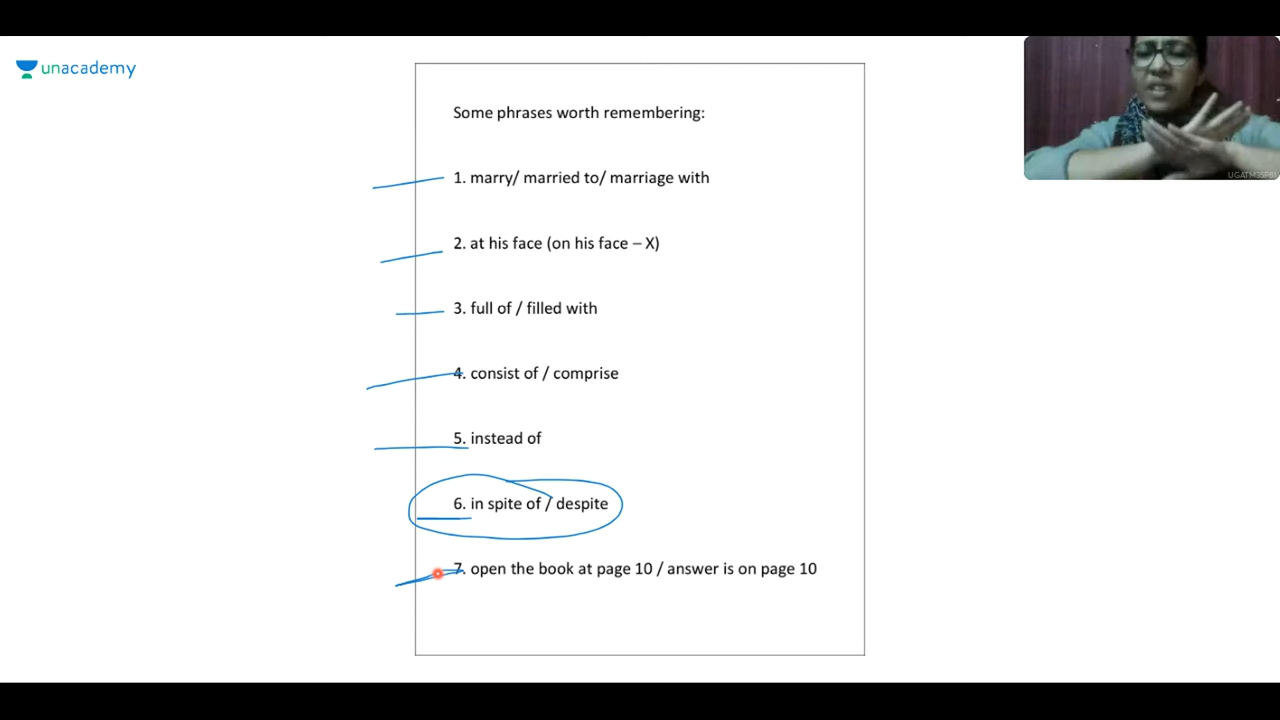 unacademy
Some phrases worth remembering:
1. marry/ married to/ marriage with
2. at his face (on his face – X)
3. full of / filled with
4. consist of / comprise
5. instead of
6. in spite of / despite
7. open the book at page 10 / answer is on page 10